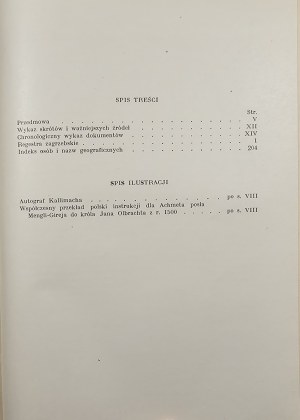 SPIS TREŚCI
Str.
Przedmowa . . . . . . . . . . . . . . V
Wykaz skrótów i ważniejszych źródeł . . . . . . . XII
Chronologiczny wykaz dokumentów . . . . . . . XIV
Regestra zagrzebskie . . . . . . . . . . . 1
Indeks osób i nazw geograficznych . . . . . . . 204
SPIS ILUSTRACJI
Autograf Kallimacha . . . . . . . . po s. VIII
Współczesny przekład polski instrukcji dla Achmeta posła
Mengli-Gireja do króla Jana Olbrachta z r. 1500 . . . . po s. VIII